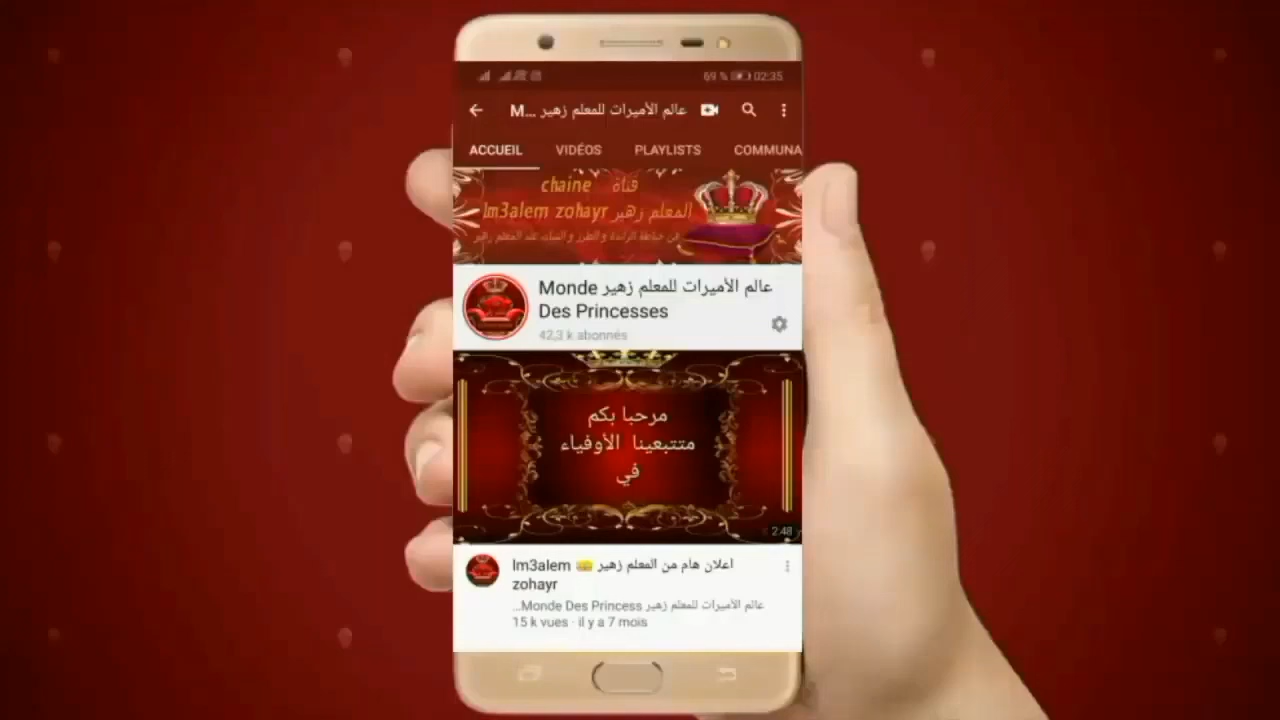 69 % 02:35
عالم الأميرات للمعلم زهير M...
ACCUEIL VIDÉOS PLAYLISTS COMMUNA
chaine قناة
lm3alem zohayr المعلم زهير
عالم الأميرات للمعلم زهير Monde
Des Princesses
42,3 k abonnés
مرحبا بكم
متتبعينا الأوفياء
في
2:48
اعلان هام من المعلم زهير 👑 lm3alem
zohayr
عالم الأميرات للمعلم زهير Monde Des Princess...
15 k vues · il y a 7 mois